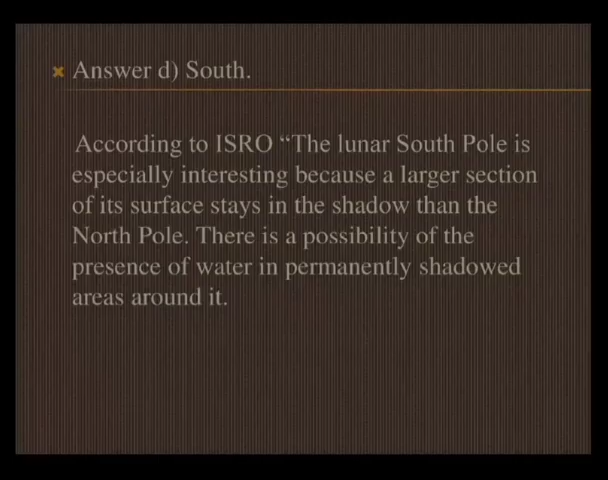 Answer d) South.
According to ISRO “The lunar South Pole is
especially interesting because a larger section
of its surface stays in the shadow than the
North Pole. There is a possibility of the
presence of water in permanently shadowed
areas around it.